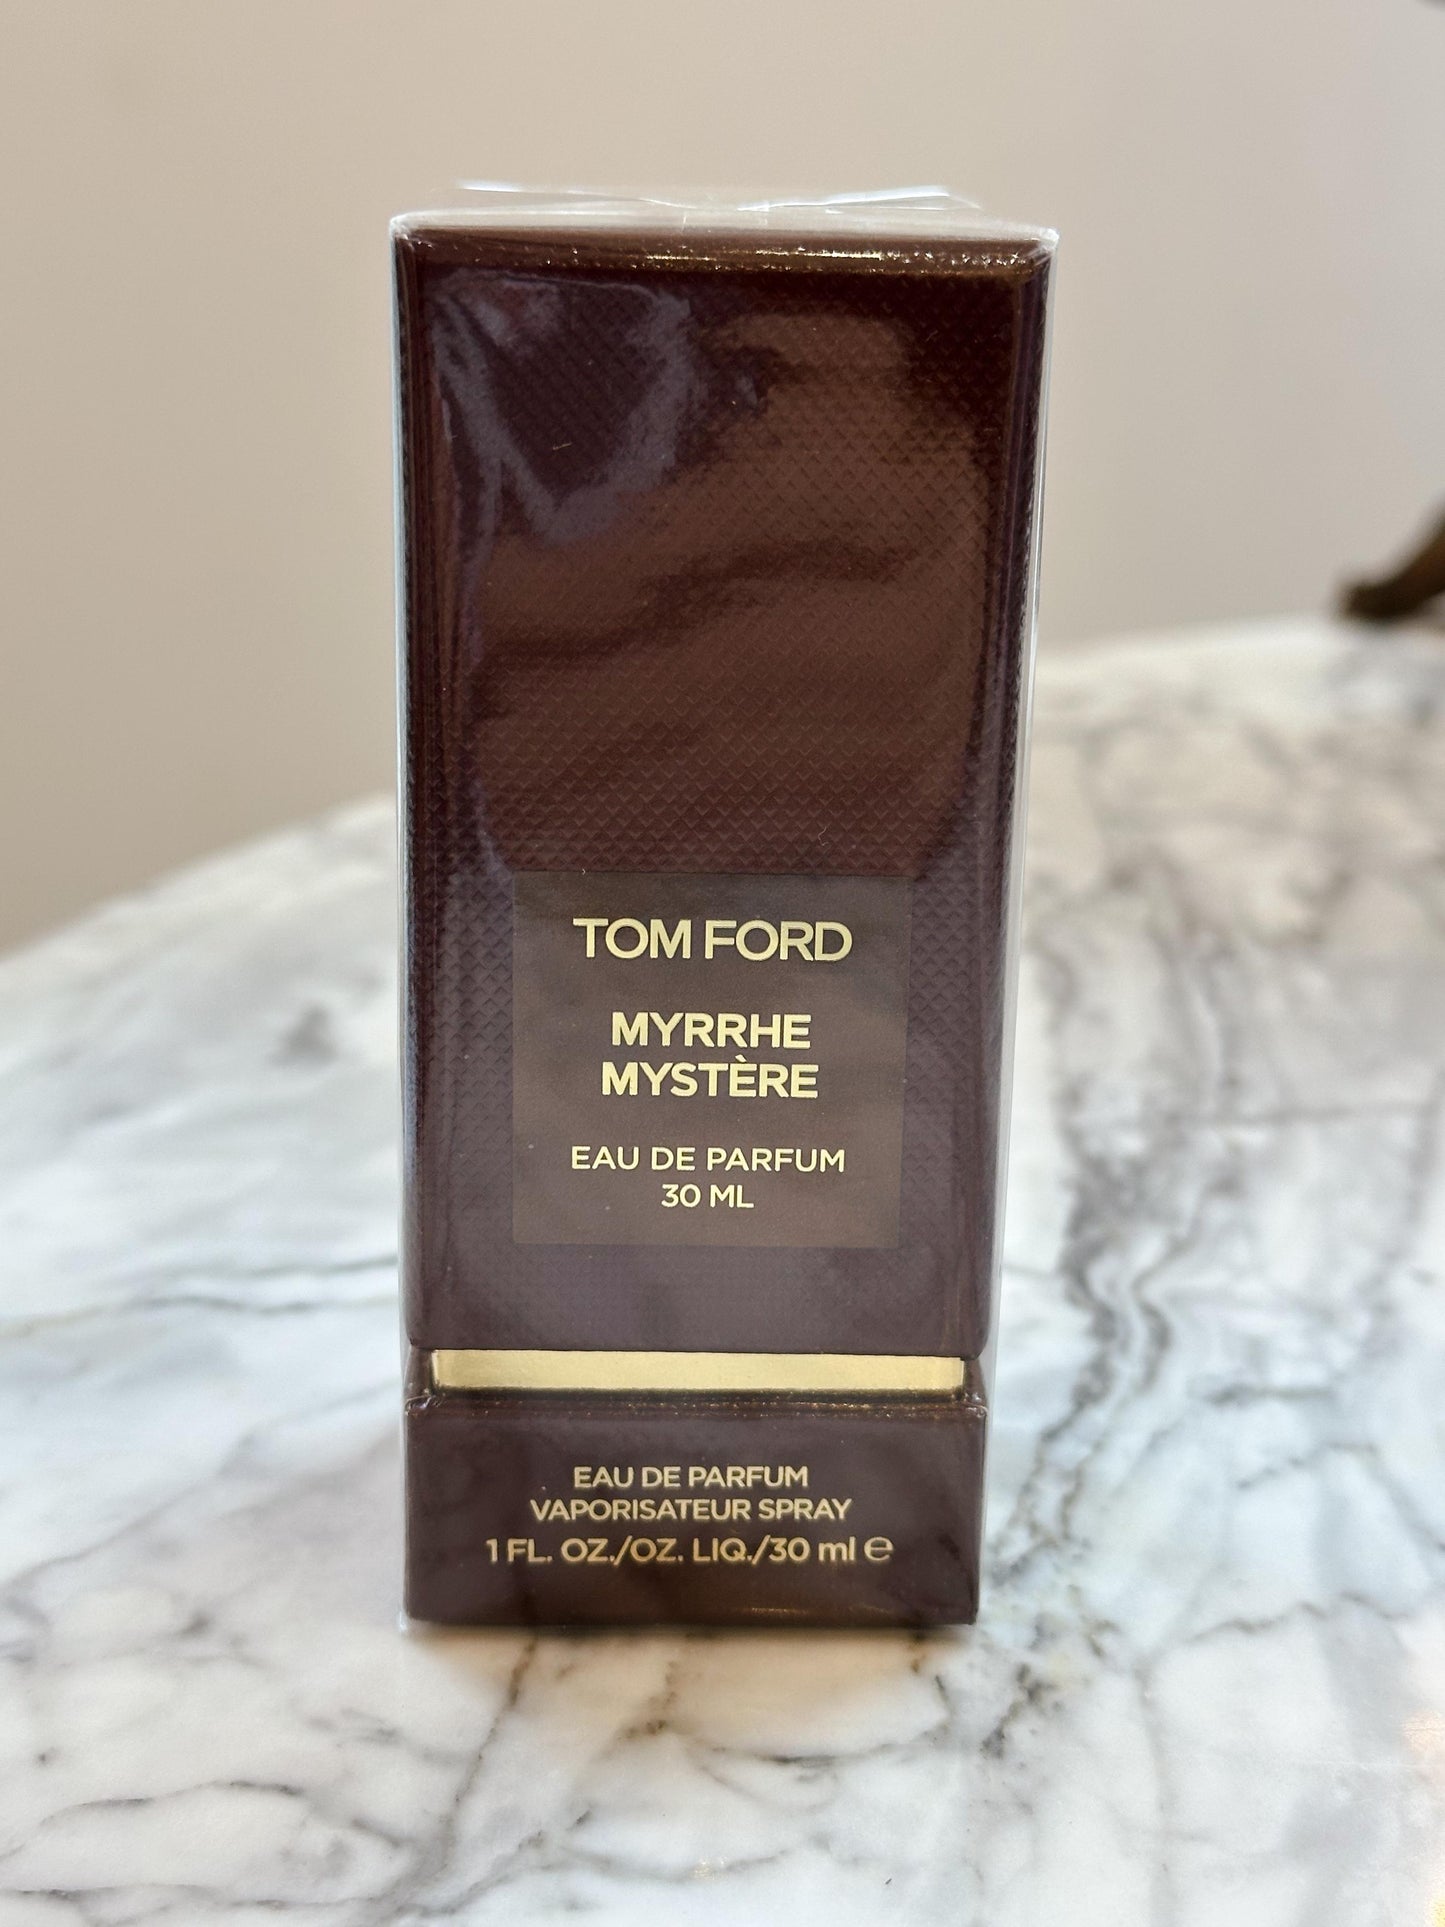 TOM FORD
MYRRHE
MYSTÈRE
EAU DE PARFUM
30 ML
EAU DE PARFUM
VAPORISATEUR SPRAY
1 FL. OZ./OZ. LIQ./30 ml ℮